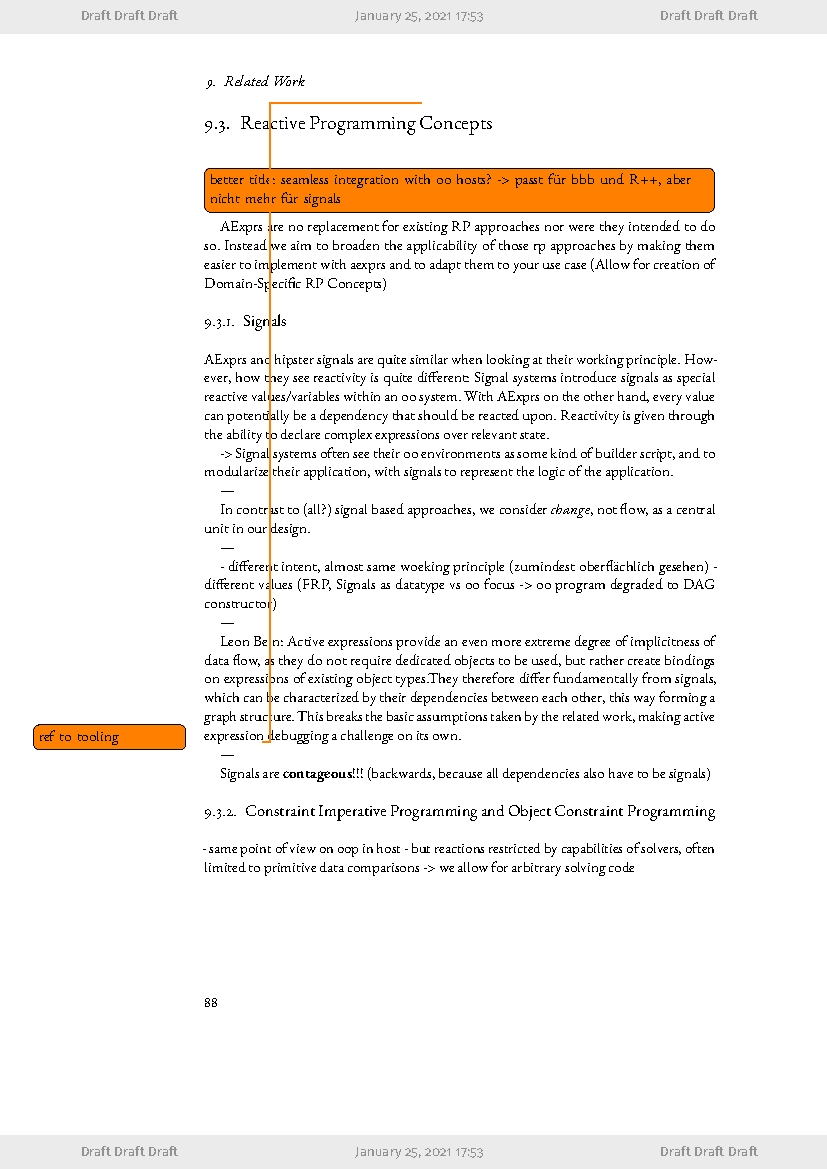 Draft Draft Draft January 25, 2021 17:53 Draft Draft Draft
9. Related Work
9.3. Reactive Programming Concepts
better title: seamless integration with oo hosts? -> passt für bbb und R++, aber
nicht mehr für signals
AExprs are no replacement for existing RP approaches nor were they intended to do
so. Instead we aim to broaden the applicability of those rp approaches by making them
easier to implement with aexprs and to adapt them to your use case (Allow for creation of
Domain-Specific RP Concepts)
9.3.1. Signals
AExprs and hipster signals are quite similar when looking at their working principle. How-
ever, how they see reactivity is quite different: Signal systems introduce signals as special
reactive values/variables within an oo system. With AExprs on the other hand, every value
can potentially be a dependency that should be reacted upon. Reactivity is given through
the ability to declare complex expressions over relevant state.
-> Signal systems often see their oo environments as some kind of builder script, and to
modularize their application, with signals to represent the logic of the application.
—
In contrast to (all?) signal based approaches, we consider change, not flow, as a central
unit in our design.
—
- different intent, almost same woeking principle (zumindest oberflächlich gesehen) -
different values (FRP, Signals as datatype vs oo focus -> oo program degraded to DAG
constructor)
—
Leon Bein: Active expressions provide an even more extreme degree of implicitness of
data flow, as they do not require dedicated objects to be used, but rather create bindings
on expressions of existing object types.They therefore differ fundamentally from signals,
which can be characterized by their dependencies between each other, this way forming a
graph structure. This breaks the basic assumptions taken by the related work, making active
expression debugging a challenge on its own.
ref to tooling
—
Signals are contageous!!! (backwards, because all dependencies also have to be signals)
9.3.2. Constraint Imperative Programming and Object Constraint Programming
- same point of view on oop in host - but reactions restricted by capabilities of solvers, often
limited to primitive data comparisons -> we allow for arbitrary solving code
88
Draft Draft Draft January 25, 2021 17:53 Draft Draft Draft